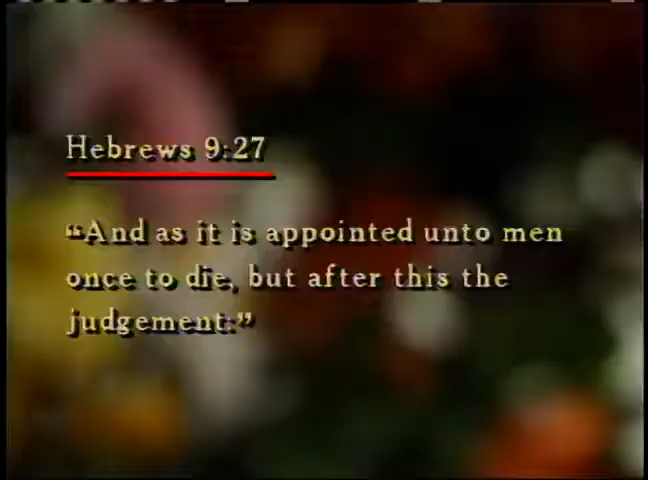 Hebrews 9:27
“And as it is appointed unto men
once to die, but after this the
judgement:”